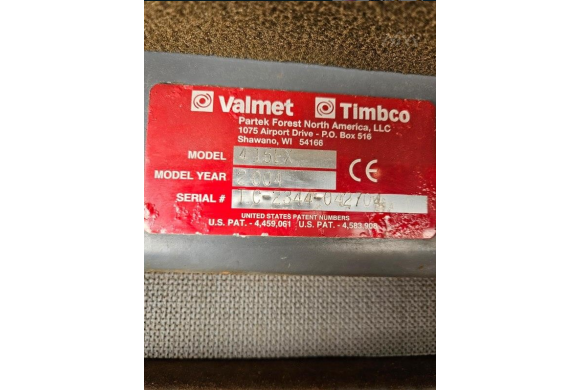 Valmet Timbco
Partek Forest North America, LLC
1075 Airport Drive - P.O. Box 516
Shawano, WI 54166
MODEL
MODEL YEAR 2004
CE
SERIAL #
UNITED STATES PATENT NUMBERS
U.S. PAT. - 4,459,061 U.S. PAT. - 4,583,908